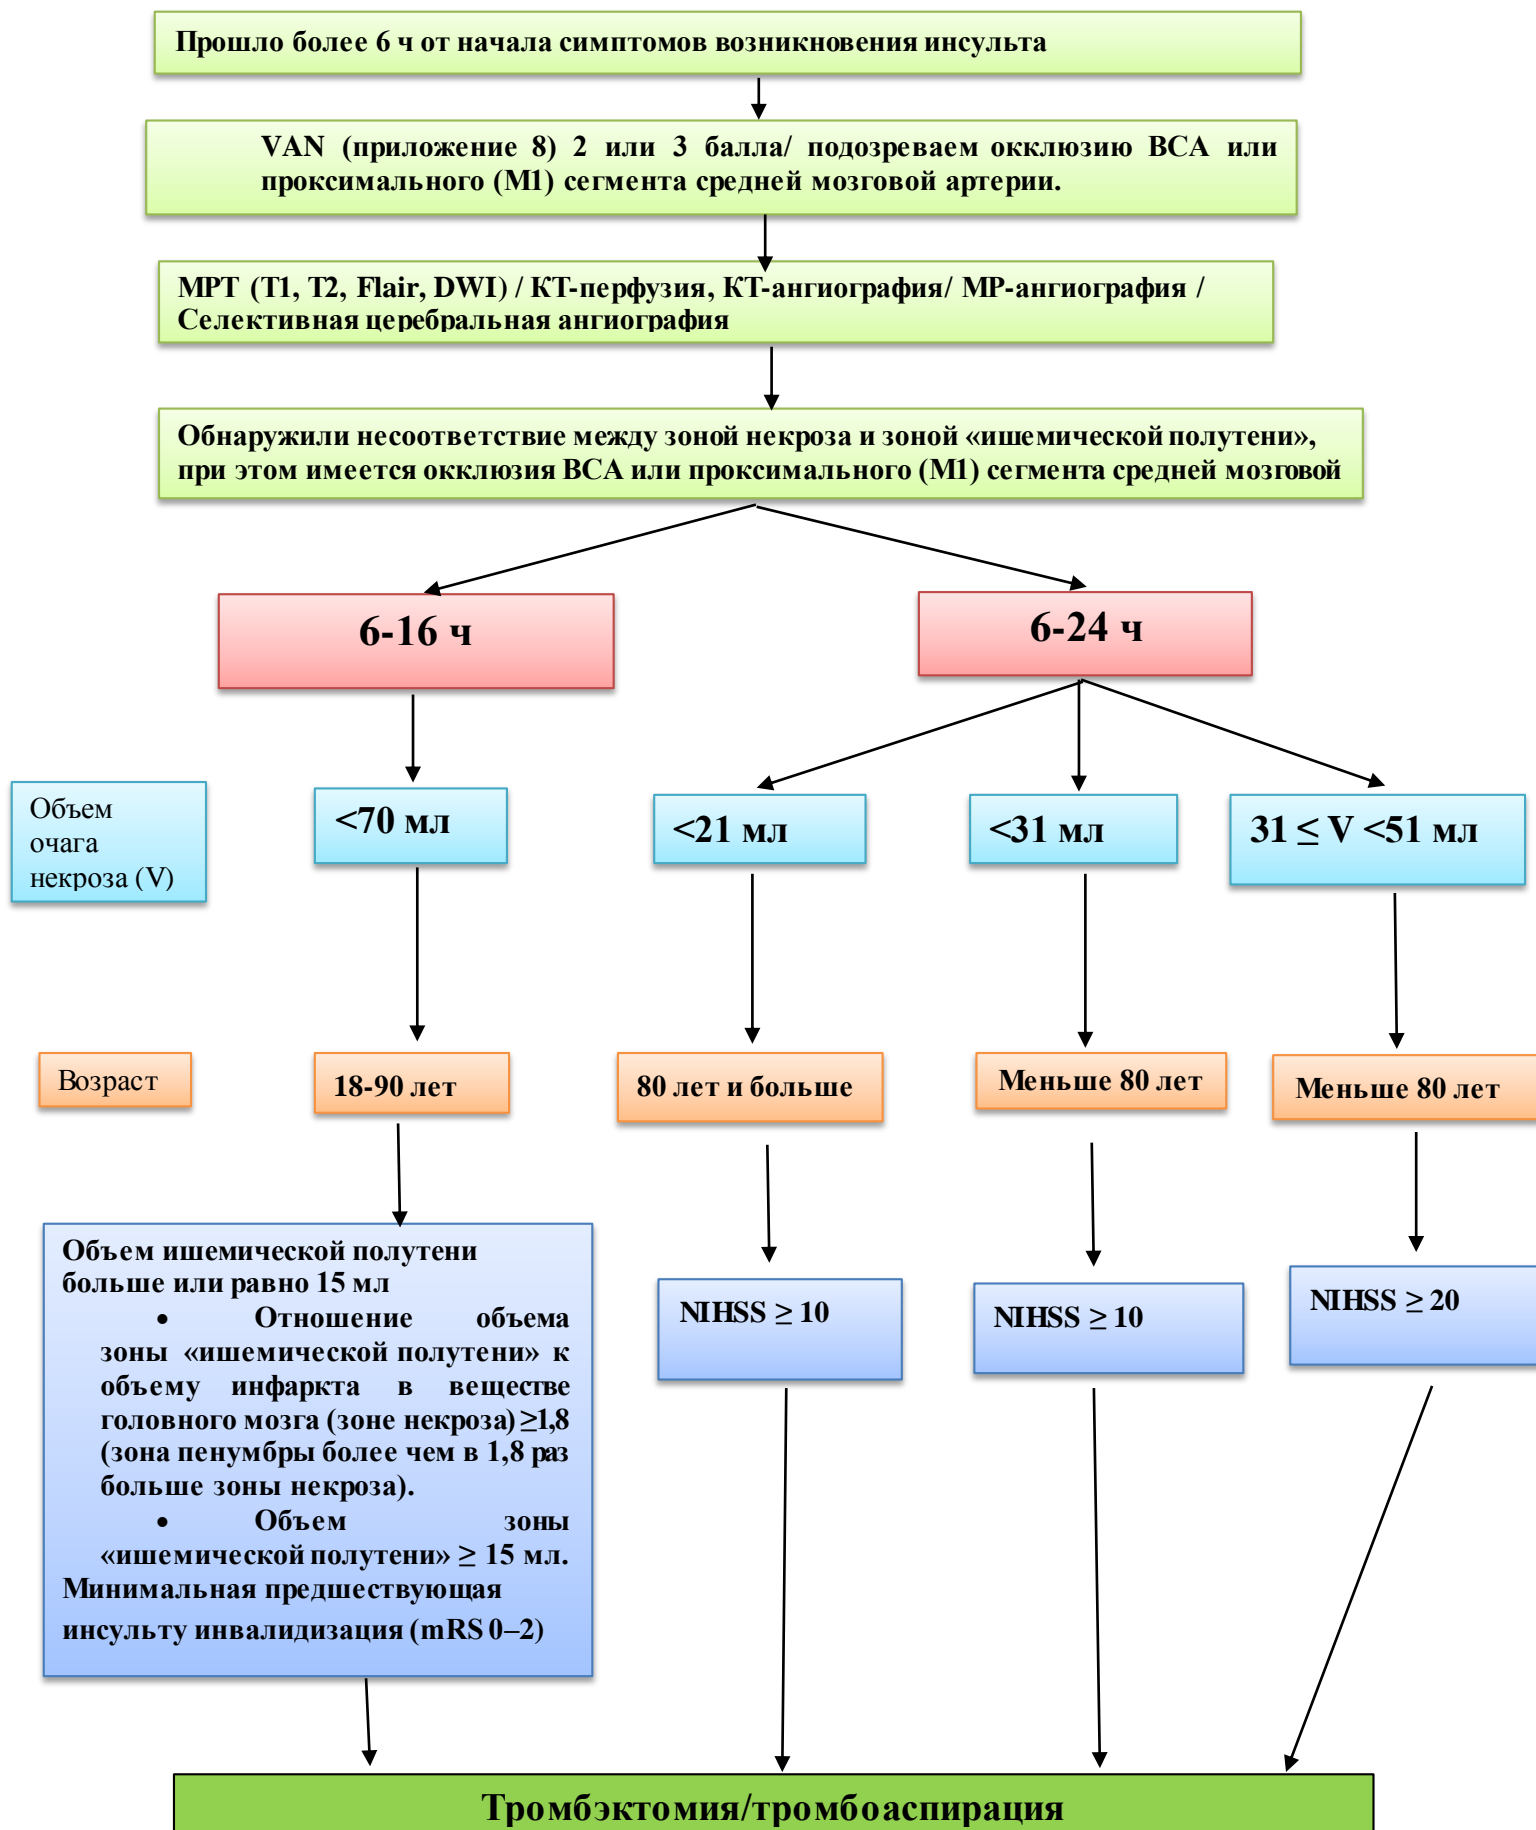 Прошло более 6 ч от начала симптомов возникновения инсульта
VAN (приложение 8) 2 или 3 балла/ подозреваем окклюзию ВСА или
проксимального (М1) сегмента средней мозговой артерии.
МРТ (Т1, Т2, Flair, DWI) / КТ-перфузия, КТ-ангиография/ МР-ангиография /
Селективная церебральная ангиография
Обнаружили несоответствие между зоной некроза и зоной «ишемической полутени»,
при этом имеется окклюзия ВСА или проксимального (М1) сегмента средней мозговой
6-16 ч
6-24 ч
Объем
очага
некроза (V)
<70 мл
<21 мл
<31 мл
31 ≤ V <51 мл
Возраст
18-90 лет
80 лет и больше
Меньше 80 лет
Меньше 80 лет
Объем ишемической полутени
больше или равно 15 мл
• Отношение объема
зоны «ишемической полутени» к
объему инфаркта в веществе
головного мозга (зоне некроза) ≥1,8
(зона пенумбры более чем в 1,8 раз
больше зоны некроза).
• Объем зоны
«ишемической полутени» ≥ 15 мл.
Минимальная предшествующая
инсульту инвалидизация (mRS 0–2)
NIHSS ≥ 10
NIHSS ≥ 10
NIHSS ≥ 20
Тромбэктомия/тромбоаспирация